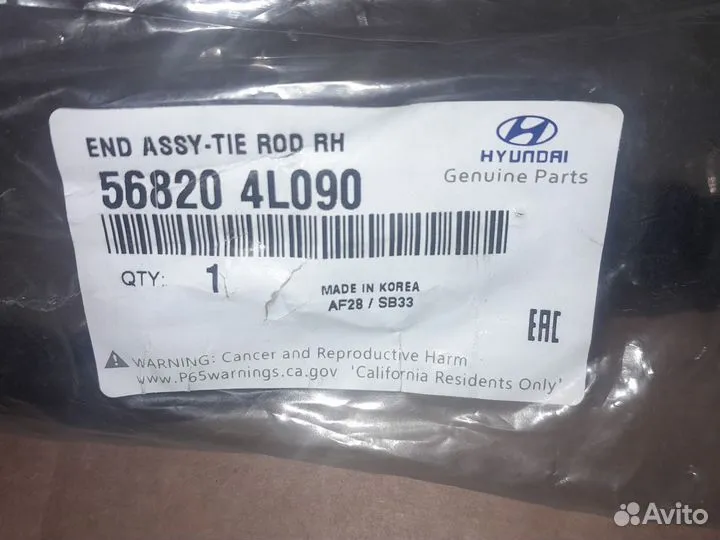 END ASSY-TIE ROD RH
56820 4L090
HYUNDAI
Genuine Parts
QTY: 1
MADE IN KOREA
AF28 / SB33
EAC
WARNING: Cancer and Reproductive Harm
www.P65warnings.ca.gov 'California Residents Only'
Avito